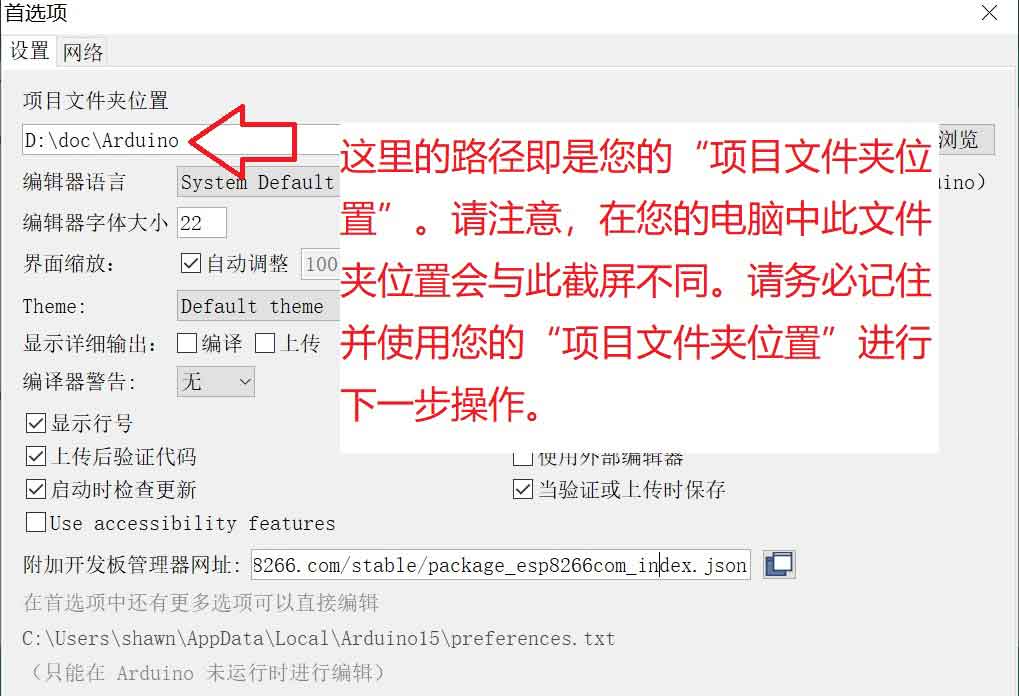 首选项
设置 网络
项目文件夹位置
D:\doc\Arduino
浏览
这里的路径即是您的“项目文件夹位
置”。请注意，在您的电脑中此文件
夹位置会与此截屏不同。请务必记住
并使用您的“项目文件夹位置”进行
下一步操作。
编辑器语言 System Default
编辑器字体大小 22
界面缩放： 自动调整 100
Theme: Default theme
显示详细输出： 编译 上传
编译器警告: 无
显示行号
上传后验证代码 使用外部编辑器
启动时检查更新 当验证或上传时保存
Use accessibility features
附加开发板管理器网址: 8266.com/stable/package_esp8266com_index.json
在首选项中还有更多选项可以直接编辑
C:\Users\shawn\AppData\Local\Arduino15\preferences.txt
（只能在 Arduino 未运行时进行编辑）